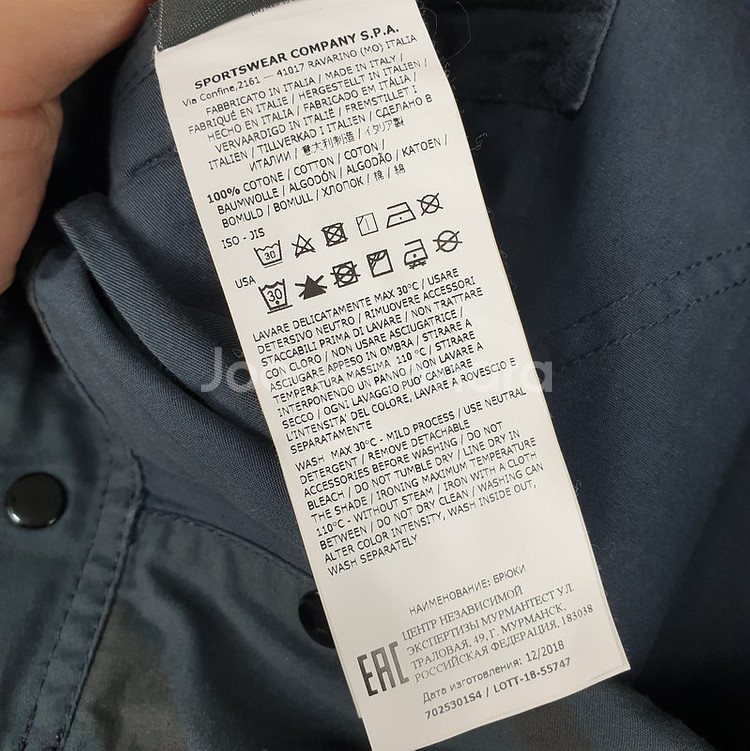 SPORTSWEAR COMPANY S.P.A.
Via Confine,2161 — 41017 RAVARINO (MO) ITALIA
FABBRICATO IN ITALIA / MADE IN ITALY /
FABRIQUÉ EN ITALIE / HERGESTELLT IN ITALIEN /
HECHO EN ITALIA / FABRICADO EM ITÁLIA /
VERVAARDIGD IN ITALIË / FREMSTILLET I
ITALIEN / TILLVERKAD I ITALIEN / СДЕЛАНО В
ИТАЛИИ / 意大利制造 / イタリア製
100% COTONE / COTTON / COTON /
BAUMWOLLE / ALGODÓN / ALGODÃO / KATOEN /
BOMULD / BOMULL / ХЛОПОК / 棉 / 綿
ISO - JIS
30
USA
30
LAVARE DELICATAMENTE MAX 30°C / USARE
DETERSIVO NEUTRO / RIMUOVERE ACCESSORI
STACCABILI PRIMA DI LAVARE / NON TRATTARE
CON CLORO / NON USARE ASCIUGATRICE /
ASCIUGARE APPESO IN OMBRA / STIRARE A
TEMPERATURA MASSIMA 110°C / STIRARE
INTERPONENDO UN PANNO / NON LAVARE A
SECCO / OGNI LAVAGGIO PUO' CAMBIARE
L'INTENSITA' DEL COLORE, LAVARE A ROVESCIO E
SEPARATAMENTE
WASH MAX 30°C - MILD PROCESS / USE NEUTRAL
DETERGENT / REMOVE DETACHABLE
ACCESSORIES BEFORE WASHING / DO NOT
BLEACH / DO NOT TUMBLE DRY / LINE DRY IN
THE SHADE / IRONING MAXIMUM TEMPERATURE
110°C - WITHOUT STEAM / IRON WITH A CLOTH
BETWEEN / DO NOT DRY CLEAN / WASHING CAN
ALTER COLOR INTENSITY, WASH INSIDE OUT,
WASH SEPARATELY
НАИМЕНОВАНИЕ: БРЮКИ
ЦЕНТР НЕЗАВИСИМОЙ
ЭКСПЕРТИЗЫ МУРМАНТЕСТ УЛ.
ТРАЛОВАЯ, 49, Г. МУРМАНСК,
РОССИЙСКАЯ ФЕДЕРАЦИЯ, 183038
EAC
Дата изготовления: 12/2018
7025301S4 / LOTT-18-55747